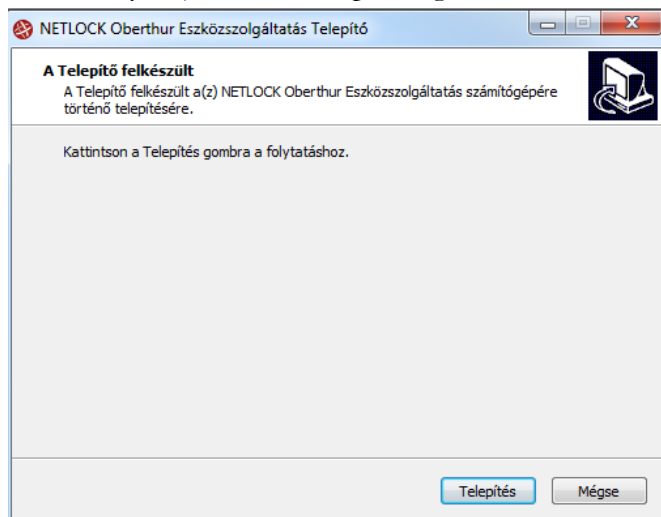 NETLOCK Oberthur Eszközszolgáltatás Telepítő
A Telepítő felkészült
A Telepítő felkészült a(z) NETLOCK Oberthur Eszközszolgáltatás számítógépére
történő telepítésére.
Kattintson a Telepítés gombra a folytatáshoz.
Telepítés
Mégse